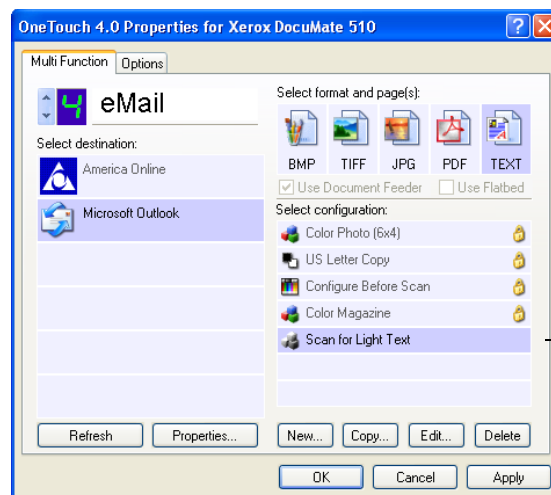 OneTouch 4.0 Properties for Xerox DocuMate 510
Multi Function
Options
4
eMail
Select destination:
America Online
Microsoft Outlook
Refresh
Properties...
Select format and page(s):
BMP TIFF JPG PDF TEXT
Use Document Feeder
Use Flatbed
Select configuration:
Color Photo (6x4)
US Letter Copy
Configure Before Scan
Color Magazine
Scan for Light Text
New... Copy... Edit... Delete
OK Cancel Apply